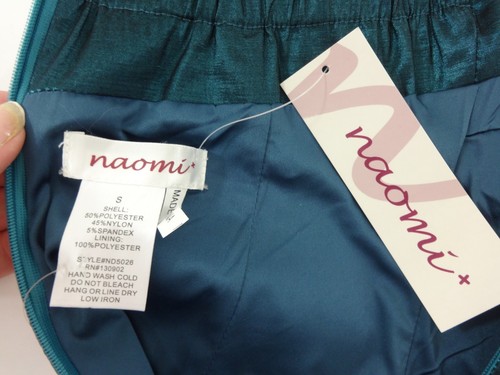 naomi+
S
SHELL:
50%POLYESTER
45%NYLON
5%SPANDEX
LINING:
100%POLYESTER
STYLE#ND5026
RN#130902
HAND WASH COLD
DO NOT BLEACH
HANG OR LINE DRY
LOW IRON
MADE
naomi+